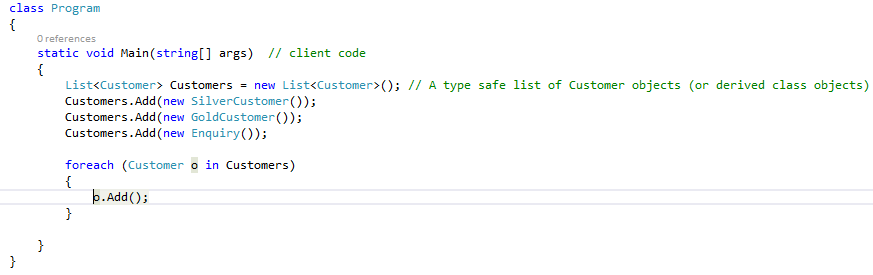 class Program
{
0 references
static void Main(string[] args)  // client code
{
List<Customer> Customers = new List<Customer>(); // A type safe list of Customer objects (or derived class objects)
Customers.Add(new SilverCustomer());
Customers.Add(new GoldCustomer());
Customers.Add(new Enquiry());
foreach (Customer o in Customers)
{
o.Add();
}
}
}